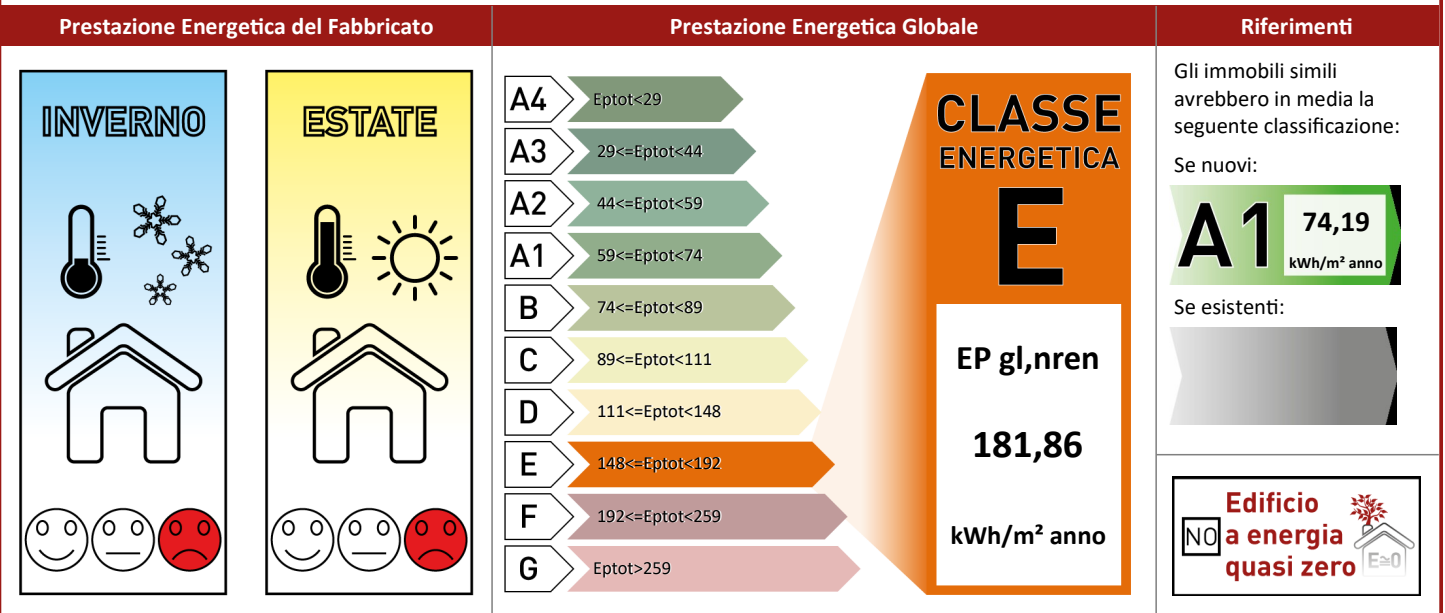 Prestazione Energetica del Fabbricato
INVERNO
ESTATE
Prestazione Energetica Globale
A4 Eptot<29
A3 29<=Eptot<44
A2 44<=Eptot<59
A1 59<=Eptot<74
B 74<=Eptot<89
C 89<=Eptot<111
D 111<=Eptot<148
E 148<=Eptot<192
F 192<=Eptot<259
G Eptot>259
CLASSE
ENERGETICA
E
EP gl,nren
181,86
kWh/m² anno
Riferimenti
Gli immobili simili
avrebbero in media la
seguente classificazione:
Se nuovi:
A1 74,19
kWh/m² anno
Se esistenti:
Edificio
NO a energia
quasi zero E≃0